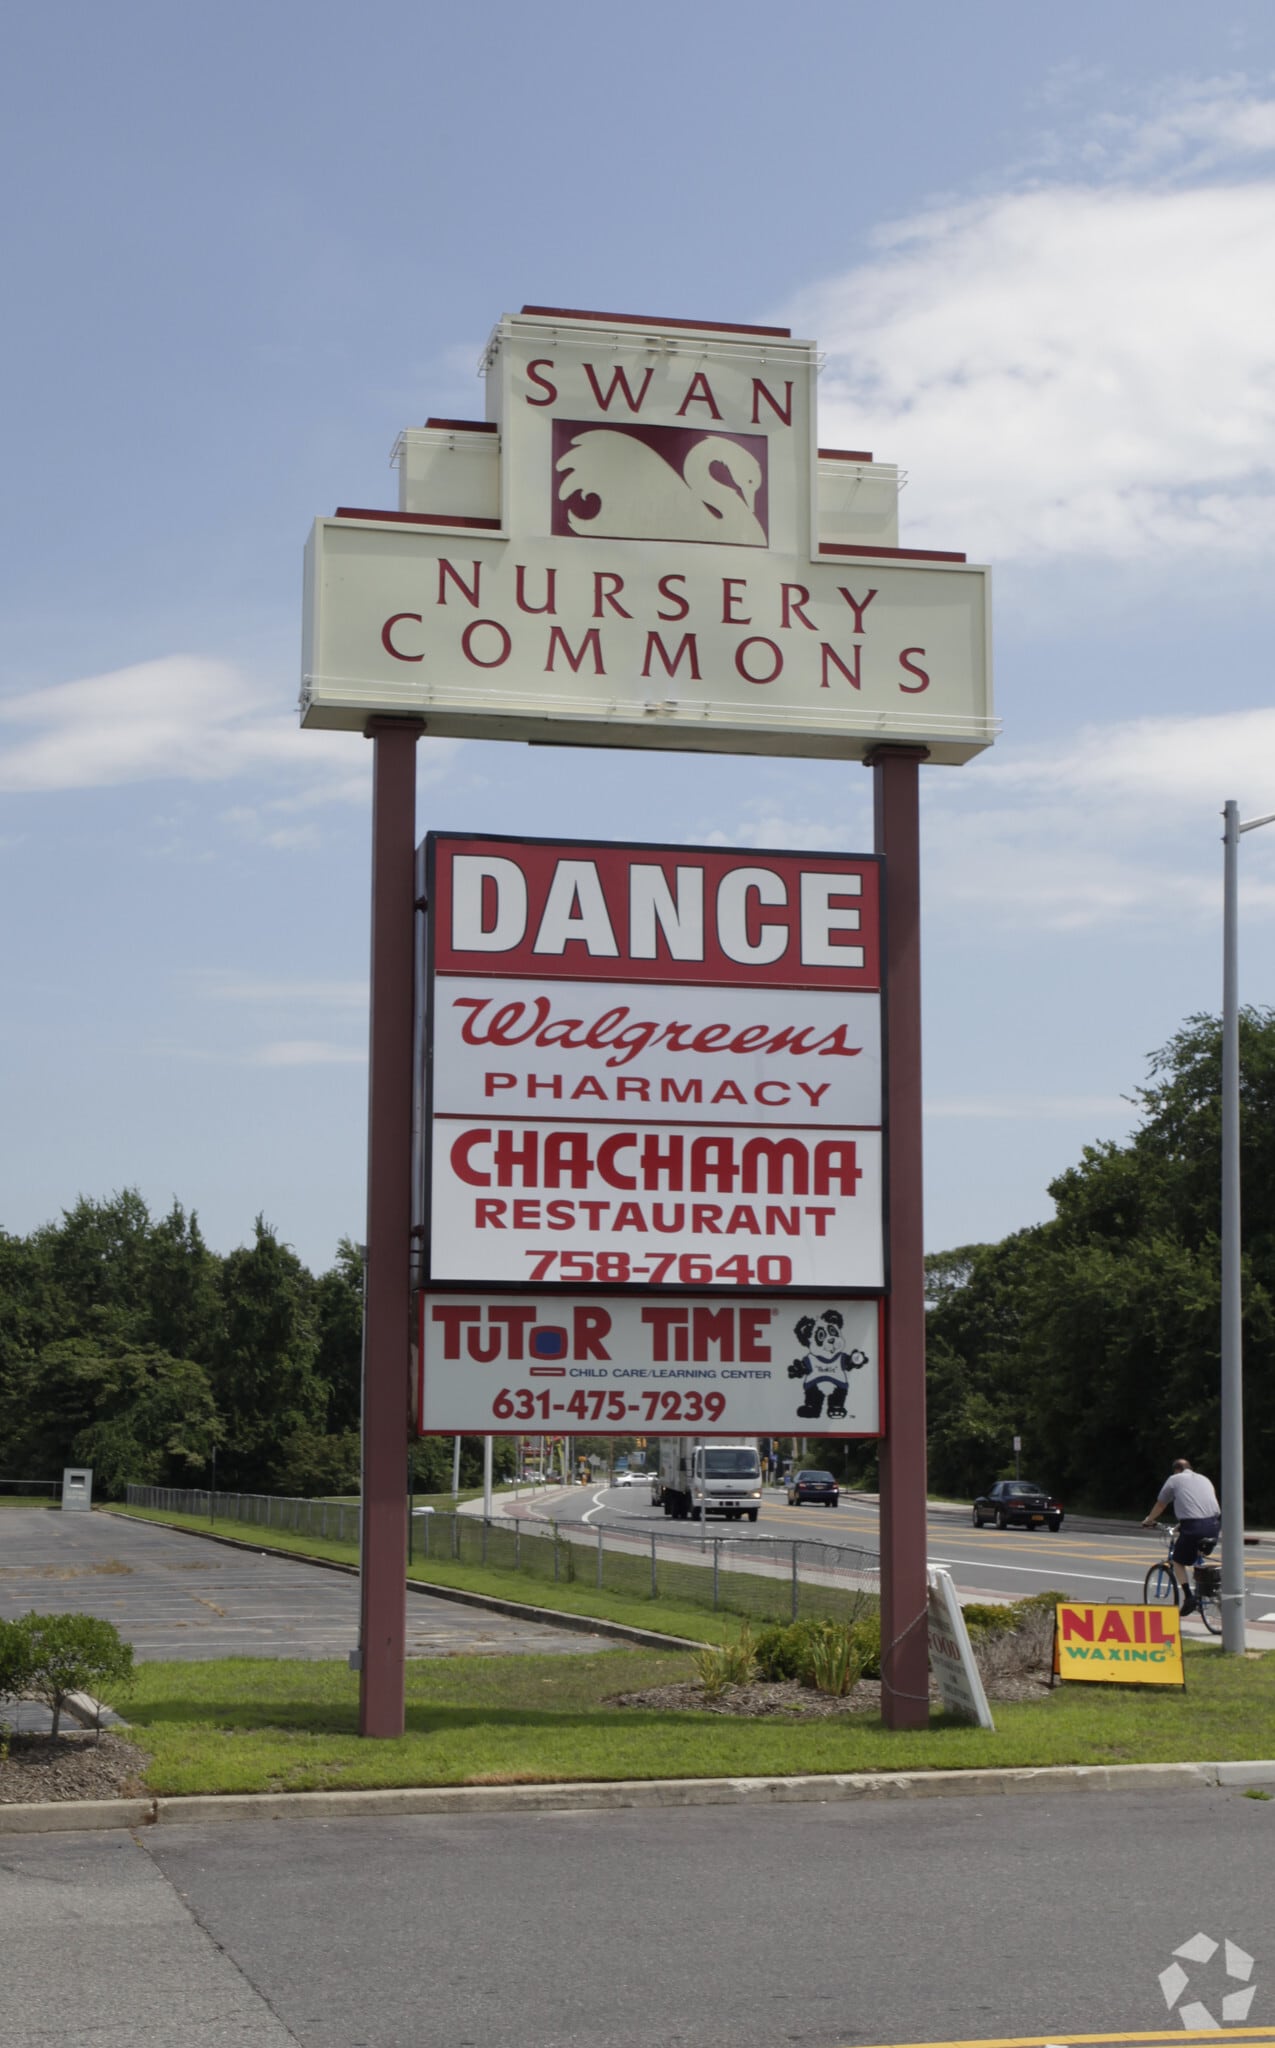 SWAN
NURSERY
COMMONS
DANCE
Walgreens
PHARMACY
CHACHAMA
RESTAURANT
758-7640
TUTOR TIME®
CHILD CARE/LEARNING CENTER
631-475-7239
NAIL
WAXING
FOOD